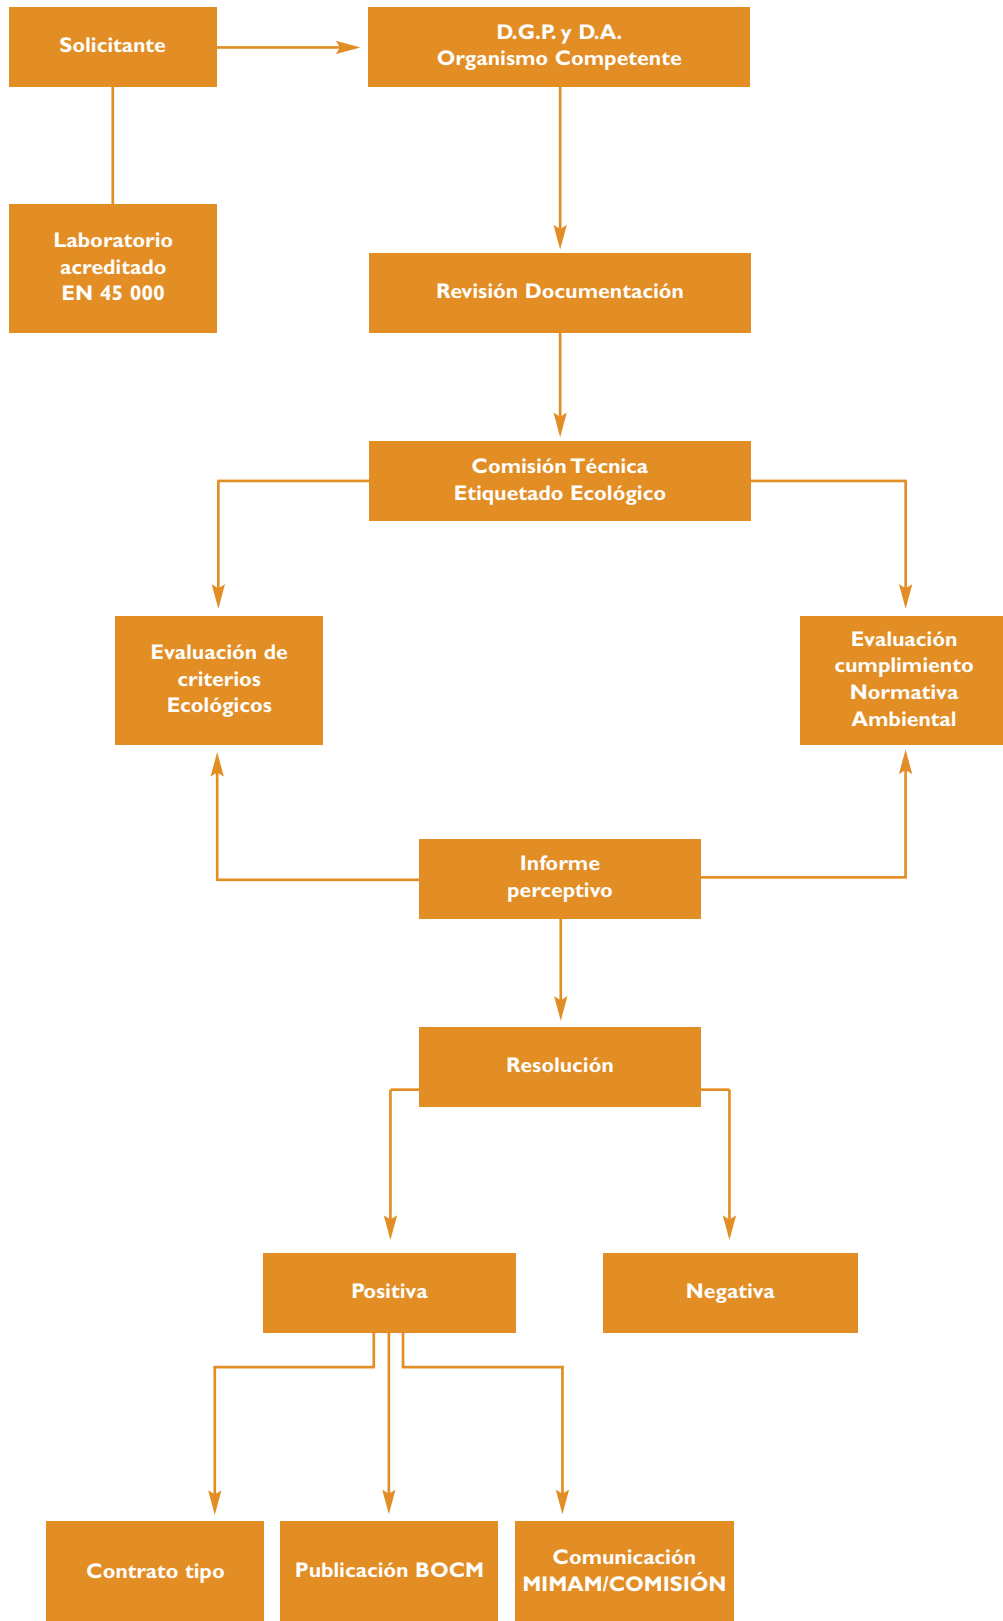 Solicitante
D.G.P. y D.A.
Organismo Competente
Laboratorio
acreditado
EN 45 000
Revisión Documentación
Comisión Técnica
Etiquetado Ecológico
Evaluación de
criterios
Ecológicos
Evaluación
cumplimiento
Normativa
Ambiental
Informe
perceptivo
Resolución
Positiva
Negativa
Contrato tipo
Publicación BOCM
Comunicación
MIMAM/COMISIÓN